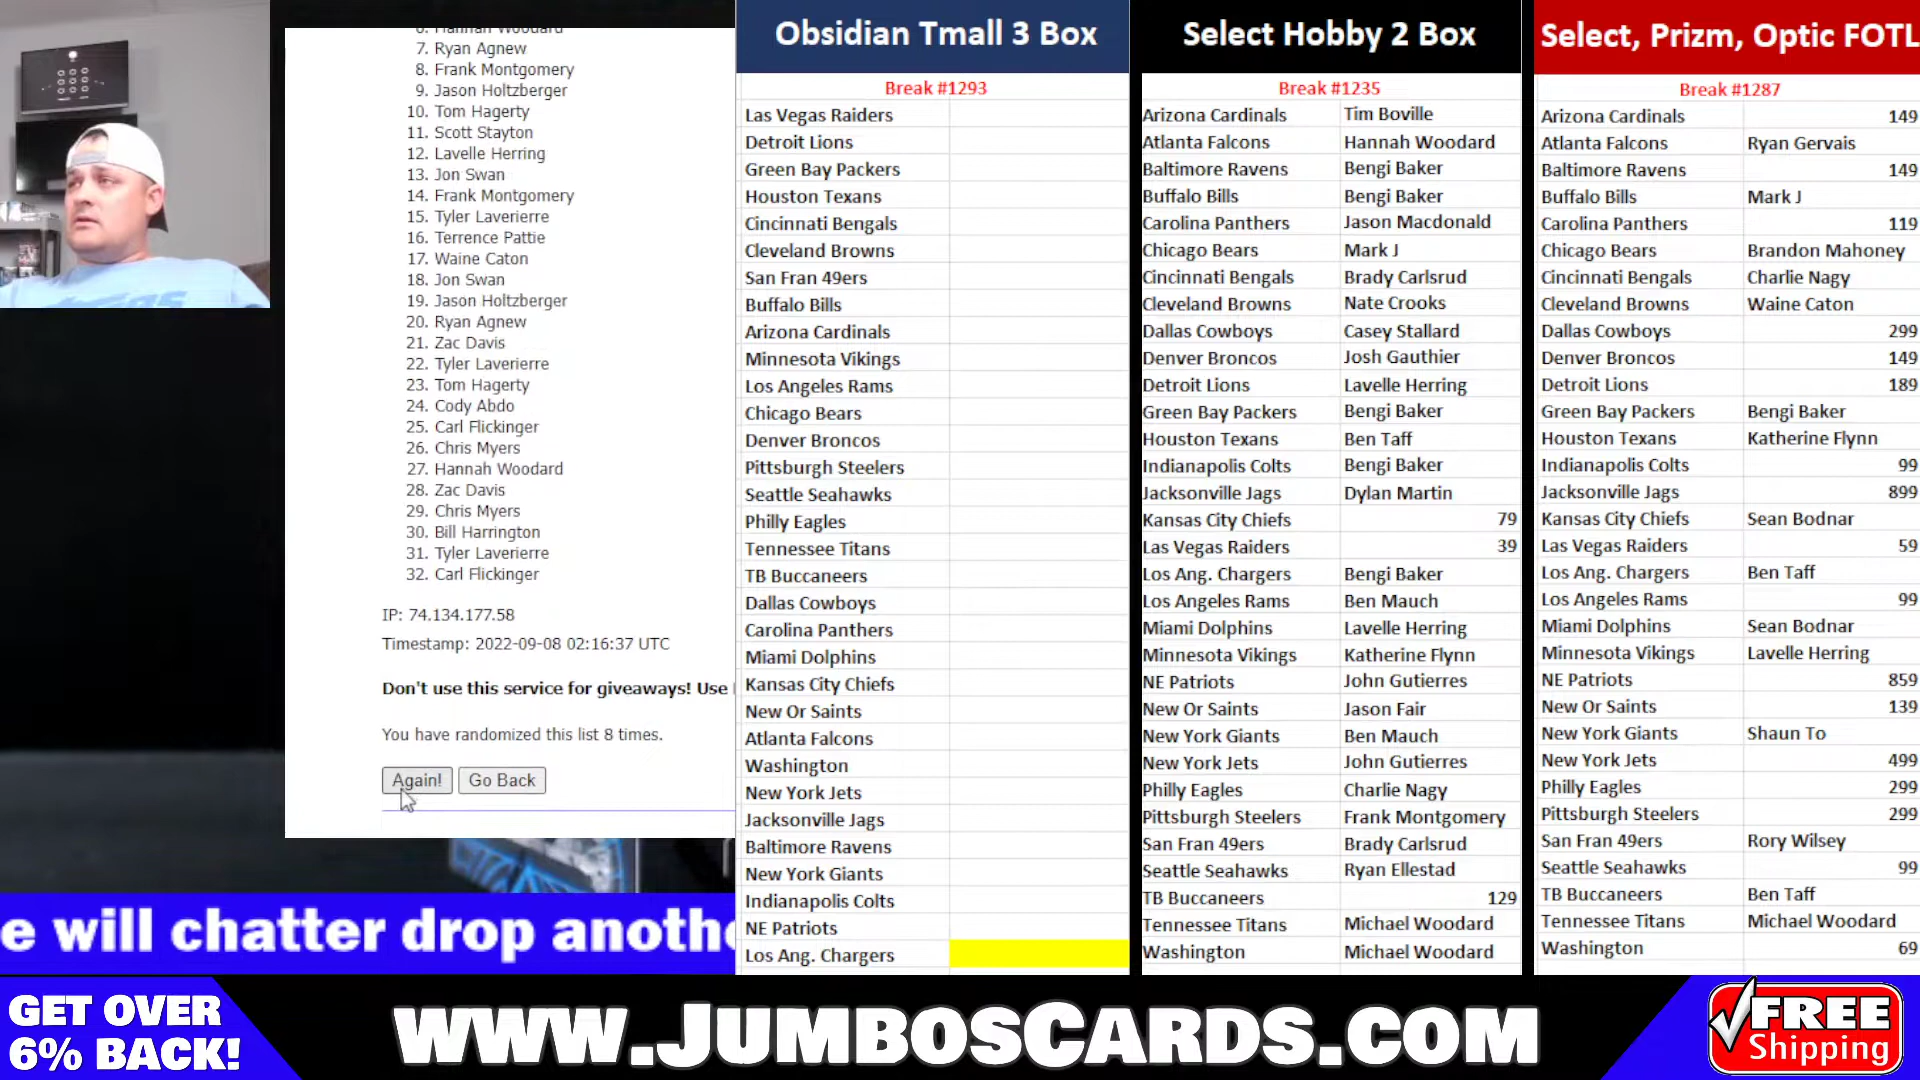 6. Hannah Woodard
7. Ryan Agnew
8. Frank Montgomery
9. Jason Holtzberger
10. Tom Hagerty
11. Scott Stayton
12. Lavelle Herring
13. Jon Swan
14. Frank Montgomery
15. Tyler Laverierre
16. Terrence Pattie
17. Waine Caton
18. Jon Swan
19. Jason Holtzberger
20. Ryan Agnew
21. Zac Davis
22. Tyler Laverierre
23. Tom Hagerty
24. Cody Abdo
25. Carl Flickinger
26. Chris Myers
27. Hannah Woodard
28. Zac Davis
29. Chris Myers
30. Bill Harrington
31. Tyler Laverierre
32. Carl Flickinger
IP: 74.134.177.58
Timestamp: 2022-09-08 02:16:37 UTC
Don't use this service for giveaways! Use
You have randomized this list 8 times.
Again! Go Back
Obsidian Tmall 3 Box
Break #1293
Las Vegas Raiders
Detroit Lions
Green Bay Packers
Houston Texans
Cincinnati Bengals
Cleveland Browns
San Fran 49ers
Buffalo Bills
Arizona Cardinals
Minnesota Vikings
Los Angeles Rams
Chicago Bears
Denver Broncos
Pittsburgh Steelers
Seattle Seahawks
Philly Eagles
Tennessee Titans
TB Buccaneers
Dallas Cowboys
Carolina Panthers
Miami Dolphins
Kansas City Chiefs
New Or Saints
Atlanta Falcons
Washington
New York Jets
Jacksonville Jags
Baltimore Ravens
New York Giants
Indianapolis Colts
NE Patriots
Los Ang. Chargers
Select Hobby 2 Box
Break #1235
Arizona Cardinals Tim Boville
Atlanta Falcons Hannah Woodard
Baltimore Ravens Bengi Baker
Buffalo Bills Bengi Baker
Carolina Panthers Jason Macdonald
Chicago Bears Mark J
Cincinnati Bengals Brady Carlsrud
Cleveland Browns Nate Crooks
Dallas Cowboys Casey Stallard
Denver Broncos Josh Gauthier
Detroit Lions Lavelle Herring
Green Bay Packers Bengi Baker
Houston Texans Ben Taff
Indianapolis Colts Bengi Baker
Jacksonville Jags Dylan Martin
Kansas City Chiefs 79
Las Vegas Raiders 39
Los Ang. Chargers Bengi Baker
Los Angeles Rams Ben Mauch
Miami Dolphins Lavelle Herring
Minnesota Vikings Katherine Flynn
NE Patriots John Gutierres
New Or Saints Jason Fair
New York Giants Ben Mauch
New York Jets John Gutierres
Philly Eagles Charlie Nagy
Pittsburgh Steelers Frank Montgomery
San Fran 49ers Brady Carlsrud
Seattle Seahawks Ryan Ellestad
TB Buccaneers 129
Tennessee Titans Michael Woodard
Washington Michael Woodard
Select, Prizm, Optic FOTL
Break #1287
Arizona Cardinals 149
Atlanta Falcons Ryan Gervais
Baltimore Ravens 149
Buffalo Bills Mark J
Carolina Panthers 119
Chicago Bears Brandon Mahoney
Cincinnati Bengals Charlie Nagy
Cleveland Browns Waine Caton
Dallas Cowboys 299
Denver Broncos 149
Detroit Lions 189
Green Bay Packers Bengi Baker
Houston Texans Katherine Flynn
Indianapolis Colts 99
Jacksonville Jags 899
Kansas City Chiefs Sean Bodnar
Las Vegas Raiders 59
Los Ang. Chargers Ben Taff
Los Angeles Rams 99
Miami Dolphins Sean Bodnar
Minnesota Vikings Lavelle Herring
NE Patriots 859
New Or Saints 139
New York Giants Shaun To
New York Jets 499
Philly Eagles 299
Pittsburgh Steelers 299
San Fran 49ers Rory Wilsey
Seattle Seahawks 99
TB Buccaneers Ben Taff
Tennessee Titans Michael Woodard
Washington 69
e will chatter drop anothe
GET OVER
6% BACK!
www.JumbosCards.com
FREE
Shipping